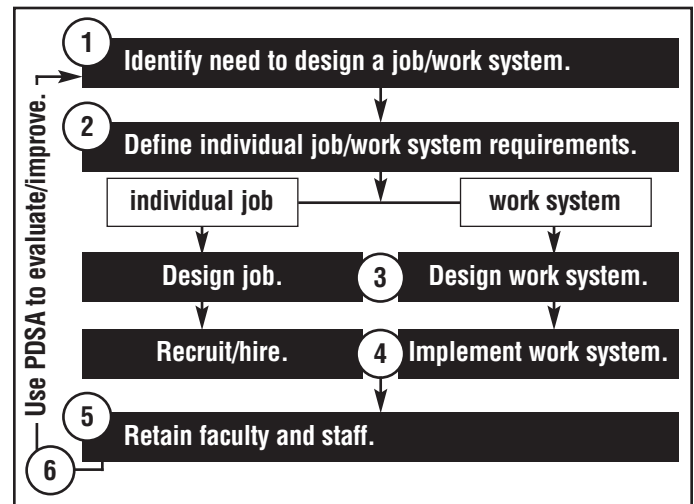 1
Identify need to design a job/work system.
2
Define individual job/work system requirements.
individual job
work system
Design job.
3
Design work system.
Recruit/hire.
4
Implement work system.
5
Retain faculty and staff.
6
Use PDSA to evaluate/improve.